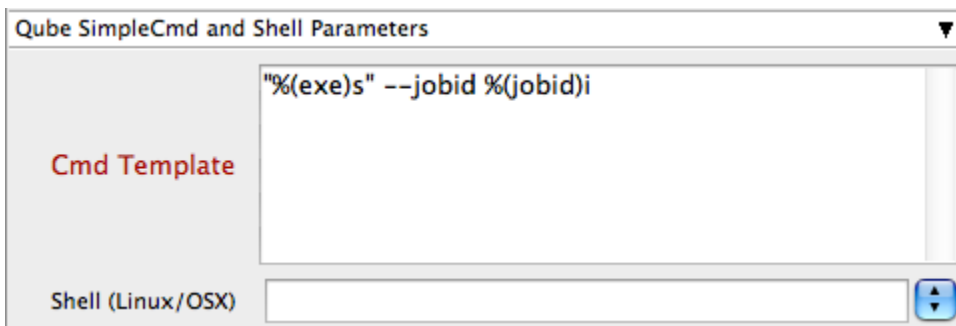 Qube SimpleCmd and Shell Parameters
"%(exe)s" --jobid %(jobid)i
Cmd Template
Shell (Linux/OSX)